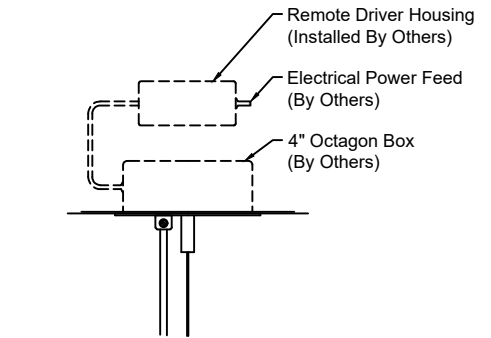 Remote Driver Housing
(Installed By Others)
Electrical Power Feed
(By Others)
4" Octagon Box
(By Others)